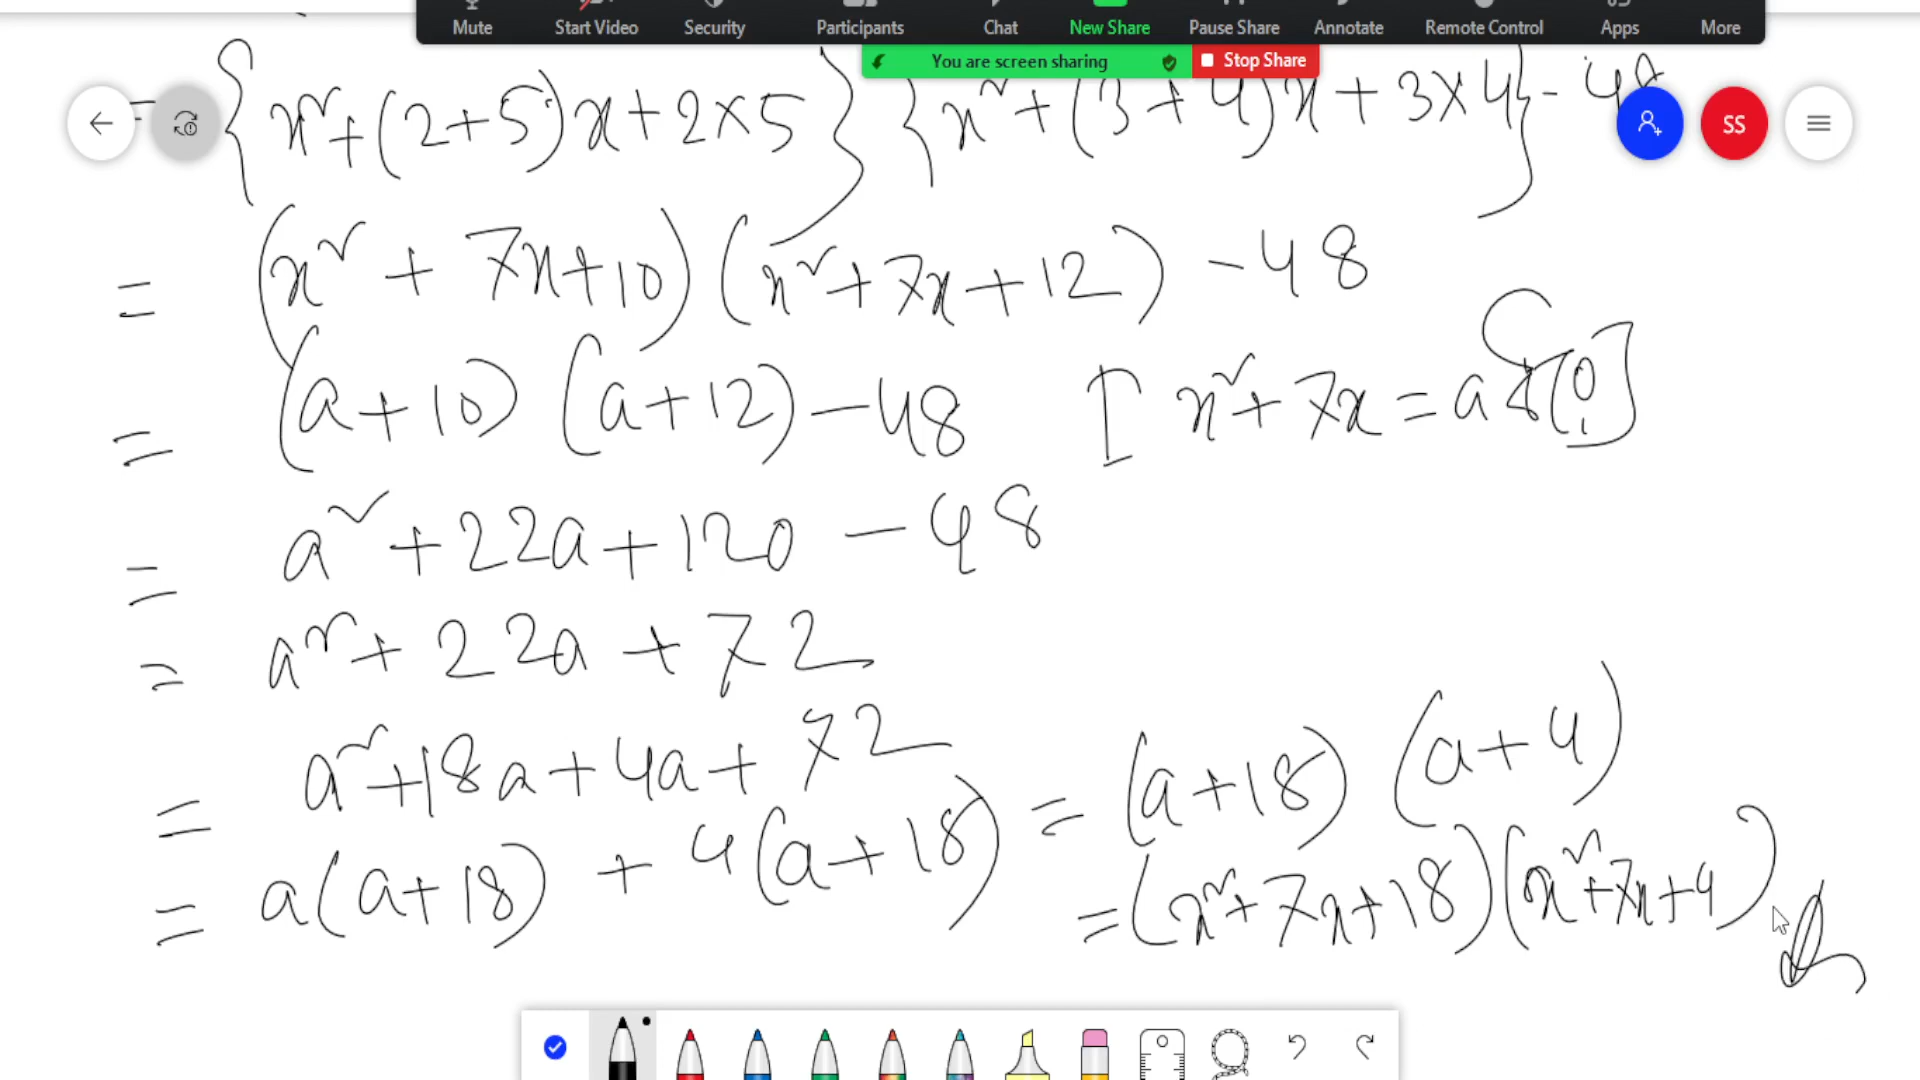 Mute Start Video Security Participants Chat New Share Pause Share Annotate Remote Control Apps More
You are screen sharing Stop Share
= {x² + (2+5)x + 2×5} {x² + (3+4)x + 3×4} - 48
SS
= (x² + 7x+10) (x²+7x+12) - 48
= (a+10) (a+12) - 48 [x²+7x = a
= a² + 22a + 120 - 48
= a² + 22a + 72
= a² + 18a + 4a + 72
= a(a+18) + 4(a+18)
= (a+18) (a+4)
= (x²+7x+18) (x²+7x+4)